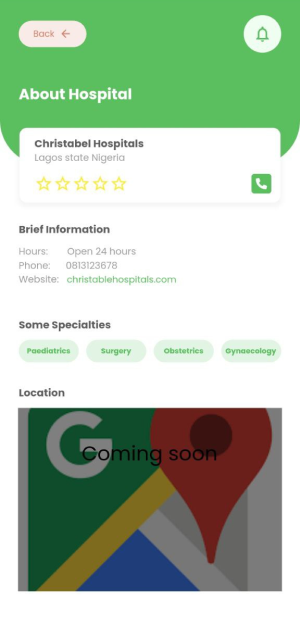 Back
About Hospital
Christabel Hospitals
Lagos state Nigeria
Brief Information
Hours: Open 24 hours
Phone: 0813123678
Website: christablehospitals.com
Some Specialties
Paediatrics Surgery Obstetrics Gynaecology
Location
G
Coming soon